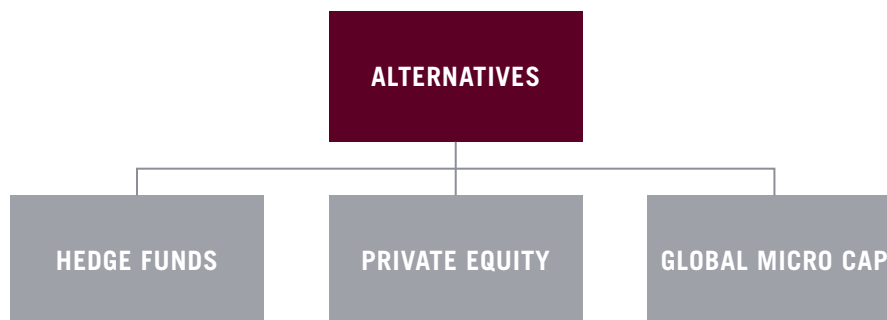 ALTERNATIVES
HEDGE FUNDS
PRIVATE EQUITY
GLOBAL MICRO CAP